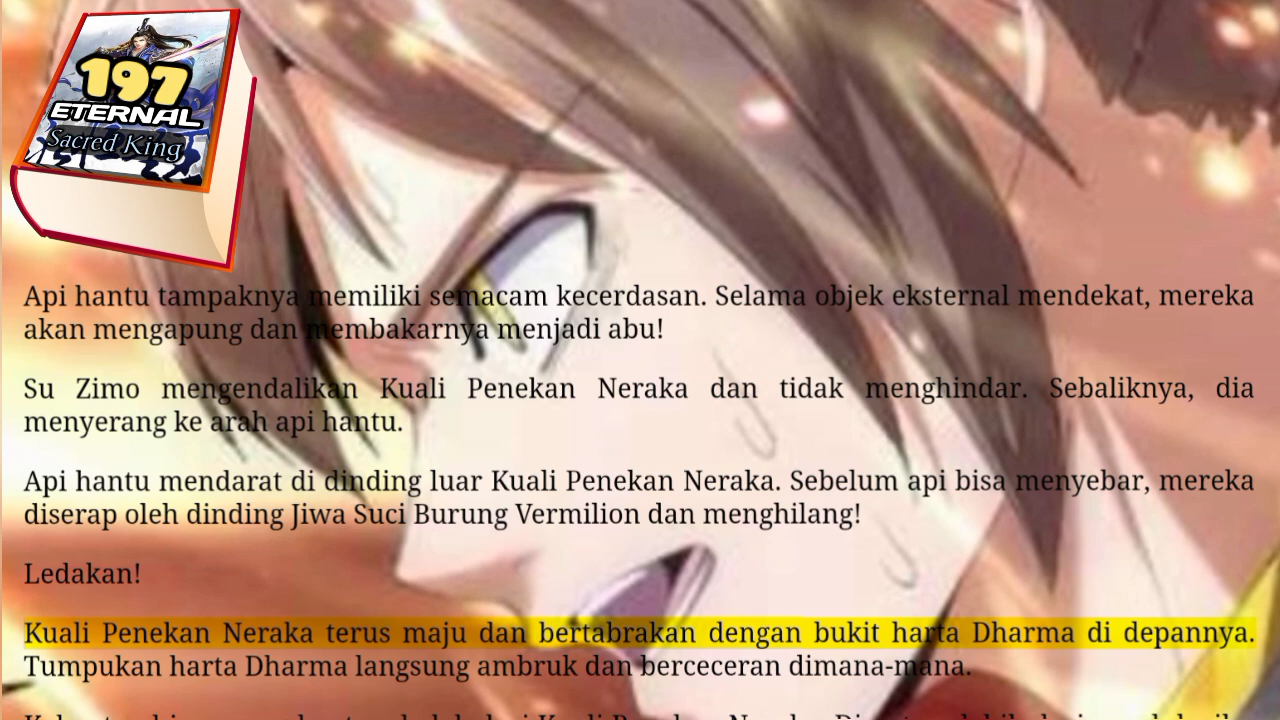 197
ETERNAL
Sacred King
Api hantu tampaknya memiliki semacam kecerdasan. Selama objek eksternal mendekat, mereka
akan mengapung dan membakarnya menjadi abu!
Su Zimo mengendalikan Kuali Penekan Neraka dan tidak menghindar. Sebaliknya, dia
menyerang ke arah api hantu.
Api hantu mendarat di dinding luar Kuali Penekan Neraka. Sebelum api bisa menyebar, mereka
diserap oleh dinding Jiwa Suci Burung Vermilion dan menghilang!
Ledakan!
Kuali Penekan Neraka terus maju dan bertabrakan dengan bukit harta Dharma di depannya.
Tumpukan harta Dharma langsung ambruk dan berceceran dimana-mana.